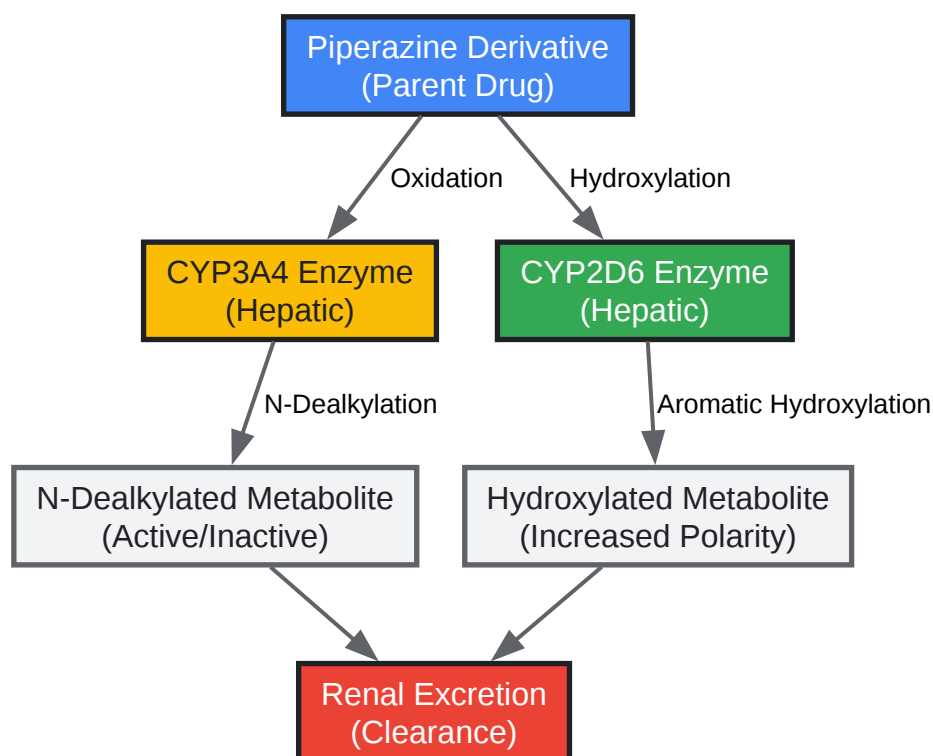 Piperazine Derivative
(Parent Drug)
Oxidation
Hydroxylation
CYP3A4 Enzyme
(Hepatic)
CYP2D6 Enzyme
(Hepatic)
N-Dealkylation
Aromatic Hydroxylation
N-Dealkylated Metabolite
(Active/Inactive)
Hydroxylated Metabolite
(Increased Polarity)
Renal Excretion
(Clearance)